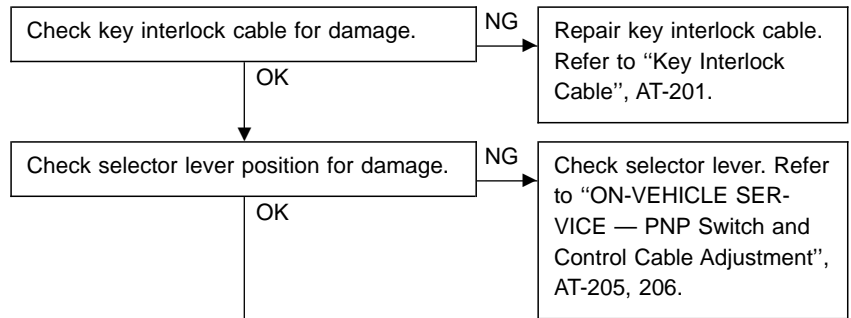 Check key interlock cable for damage.
NG
Repair key interlock cable.
Refer to ‘‘Key Interlock
Cable’’, AT-201.
OK
Check selector lever position for damage.
NG
Check selector lever. Refer
to ‘‘ON-VEHICLE SER-
VICE — PNP Switch and
Control Cable Adjustment’’,
AT-205, 206.
OK